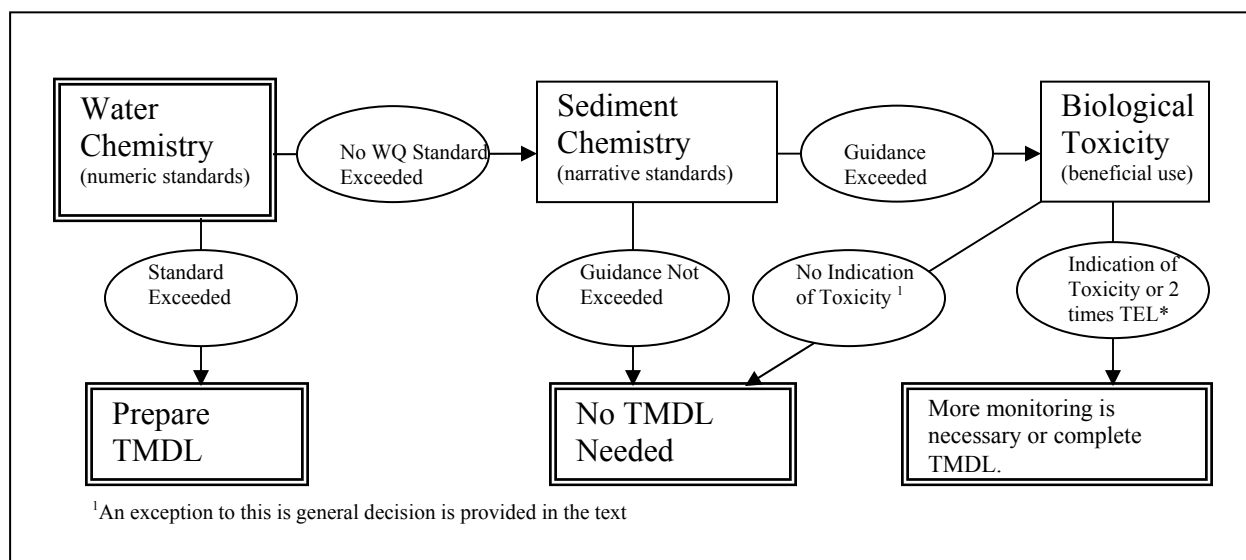 Water
Chemistry
(numeric standards)
No WQ Standard
Exceeded
Sediment
Chemistry
(narrative standards)
Guidance
Exceeded
Biological
Toxicity
(beneficial use)
Standard
Exceeded
Guidance Not
Exceeded
No Indication
of Toxicity 1
Indication of
Toxicity or 2
times TEL*
Prepare
TMDL
No TMDL
Needed
More monitoring is
necessary or complete
TMDL.
1An exception to this is general decision is provided in the text